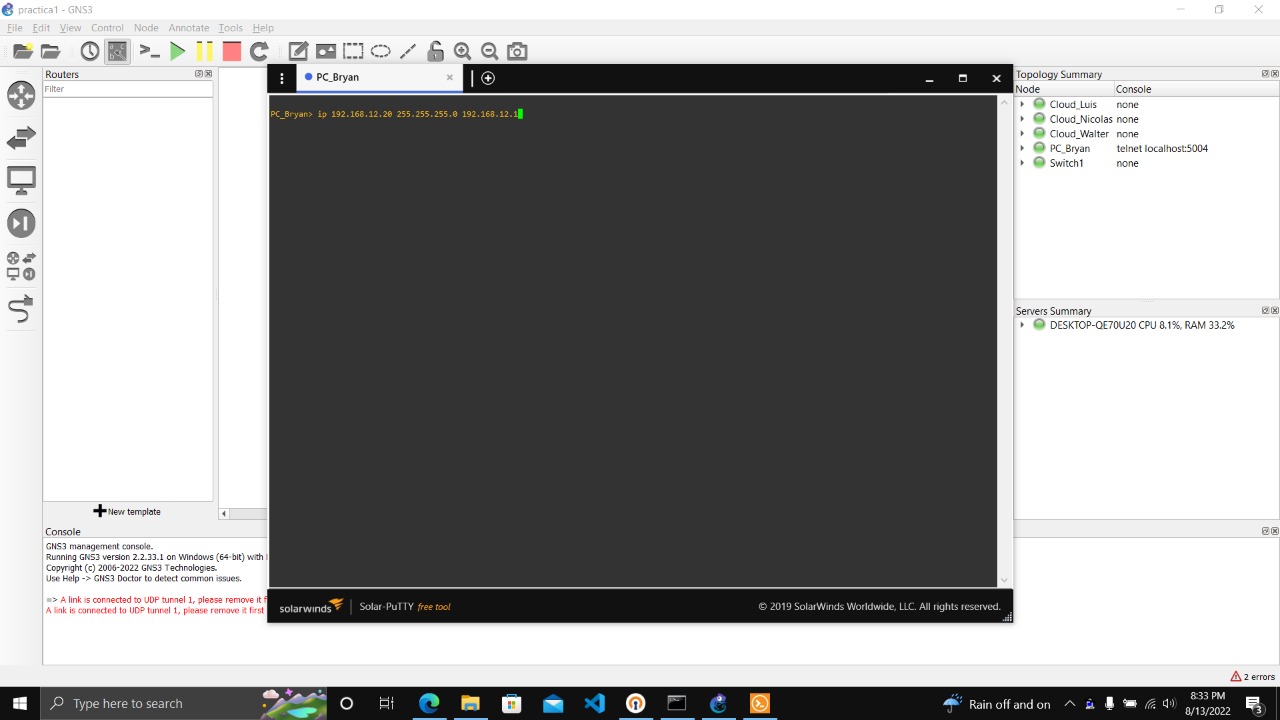 practica1 - GNS3
File Edit View Control Node Annotate Tools Help
Routers
Filter
New template
PC_Bryan
PC_Bryan> ip 192.168.12.20 255.255.255.0 192.168.12.1
solarwinds Solar-PuTTY free tool © 2019 SolarWinds Worldwide, LLC. All rights reserved.
Topology Summary
Node Console
Cloud_Luis none
Cloud_Nicolas none
Cloud_Walter none
PC_Bryan telnet localhost:5004
Switch1 none
Servers Summary
DESKTOP-QE70U20 CPU 8.1%, RAM 33.2%
Console
GNS3 management console.
Running GNS3 version 2.2.33.1 on Windows (64-bit) with
Copyright (c) 2006-2022 GNS3 Technologies.
Use Help -> GNS3 Doctor to detect common issues.
=> A link is connected to UDP tunnel 1, please remove it f
A link is connected to UDP tunnel 1, please remove it first
2 errors
Type here to search
Rain off and on
8:33 PM
8/13/2022
3